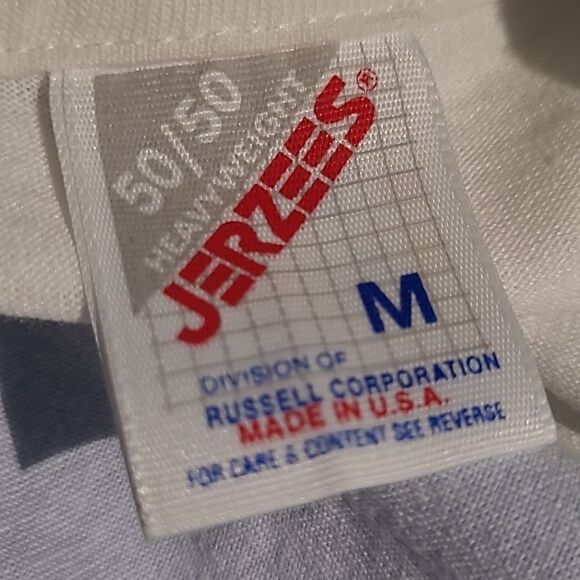 50/50
HEAVYWEIGHT
JERZEES®
M
DIVISION OF
RUSSELL CORPORATION
MADE IN U.S.A.
FOR CARE & CONTENT SEE REVERSE